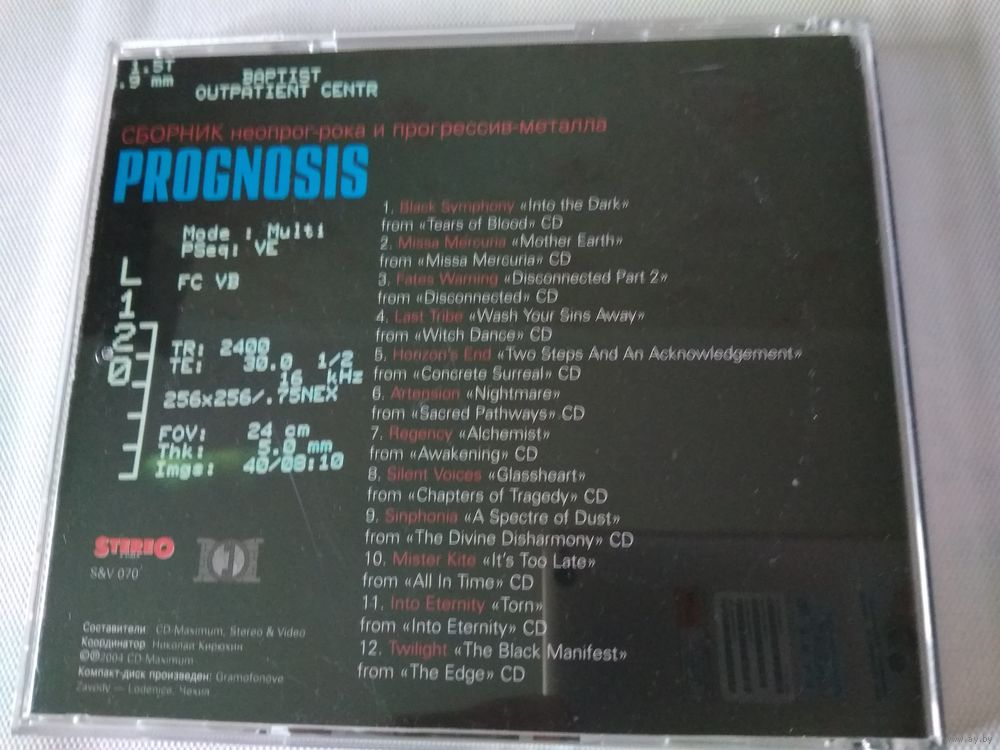 1.5T
.9 mm
BAPTIST
OUTPATIENT CENTR
СБОРНИК неопрог-рока и прогрессив-металла
PROGNOSIS
Mode : Multi
PSeq: VE
FC VB
L
120
TR: 2400
TE: 30.0 1/2
16 kHz
256x256/.75NEX
FOV: 24 cm
Thk: 5.0 mm
Imge: 40/08:10
1. Black Symphony «Into the Dark»
from «Tears of Blood» CD
2. Missa Mercuria «Mother Earth»
from «Missa Mercuria» CD
3. Fates Warning «Disconnected Part 2»
from «Disconnected» CD
4. Last Tribe «Wash Your Sins Away»
from «Witch Dance» CD
5. Horizon's End «Two Steps And An Acknowledgement»
from «Concrete Surreal» CD
6. Artension «Nightmare»
from «Sacred Pathways» CD
7. Regency «Alchemist»
from «Awakening» CD
8. Silent Voices «Glassheart»
from «Chapters of Tragedy» CD
9. Sinphonia «A Spectre of Dust»
from «The Divine Disharmony» CD
10. Mister Kite «It's Too Late»
from «All In Time» CD
11. Into Eternity «Torn»
from «Into Eternity» CD
12. Twilight «The Black Manifest»
from «The Edge» CD
STEREO
S&V 070
Составители CD-Maximum, Stereo & Video
Координатор Николай Кирюхин
©℗2004 CD-Maximum
Компакт-диск произведен: Gramofonove
Zavody — Lodenice, Чехия
www.ay.by